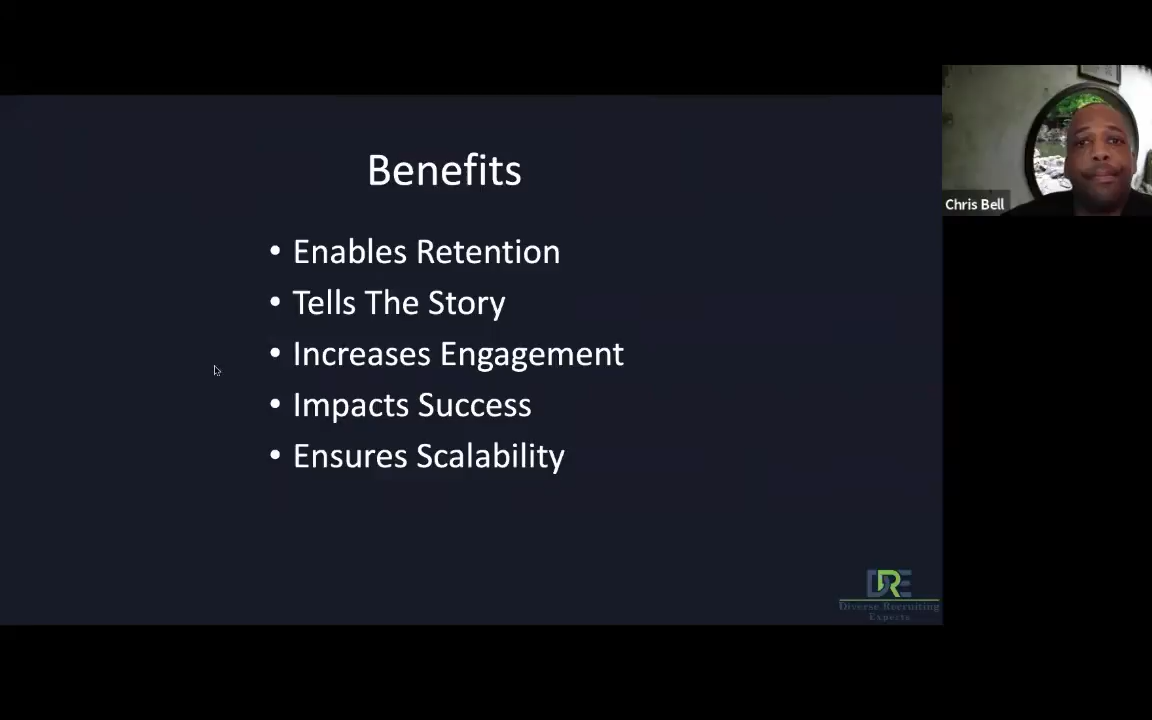 Benefits
• Enables Retention
• Tells The Story
• Increases Engagement
• Impacts Success
• Ensures Scalability
Chris Bell
DRE
Diverse Recruiting
Experts